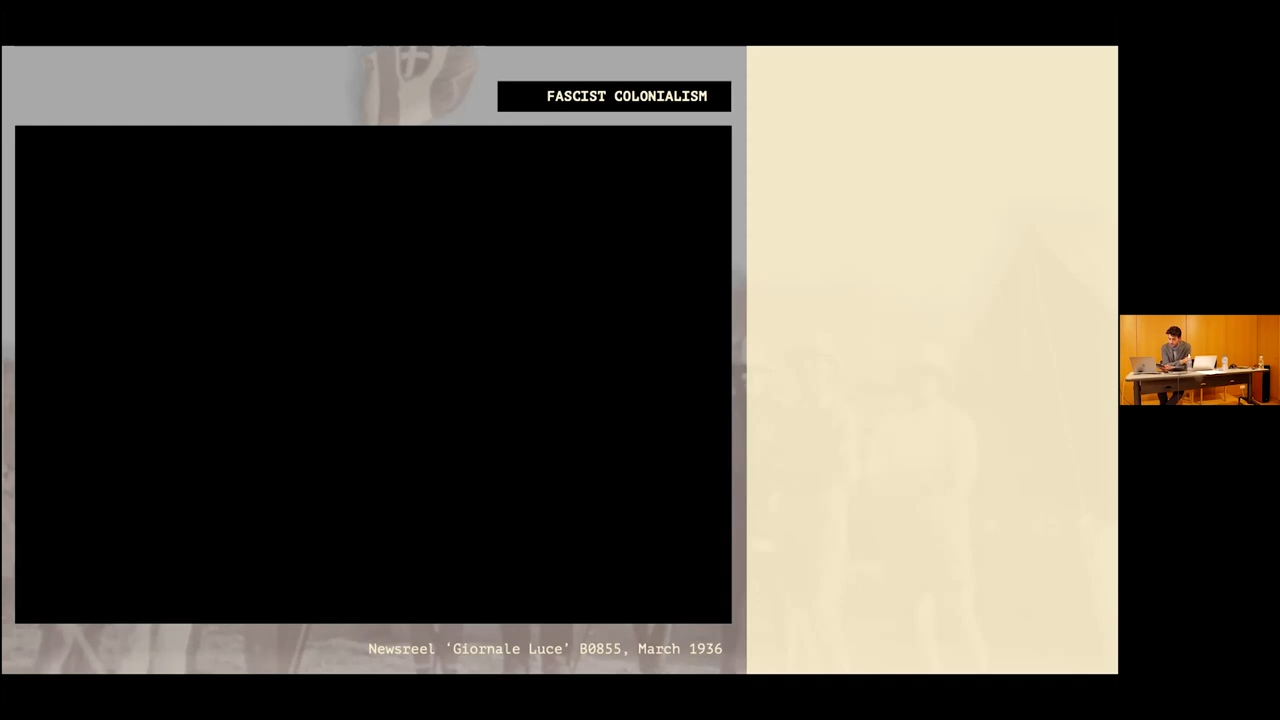 FASCIST COLONIALISM
Newsreel ‘Giornale Luce’ B0855, March 1936